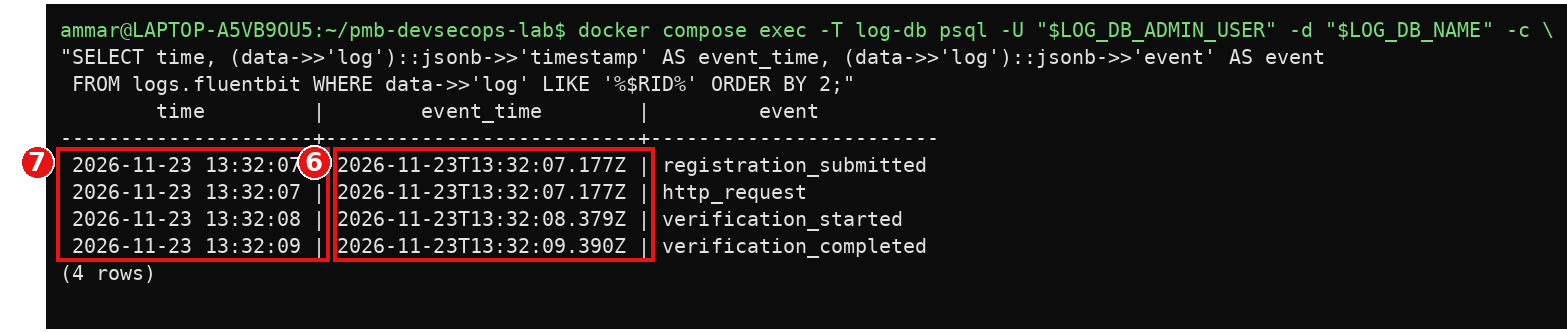 ammar@LAPTOP-A5VB9OU5:~/pmb-devsecops-lab$ docker compose exec -T log-db psql -U "$LOG_DB_ADMIN_USER" -d "$LOG_DB_NAME" -c \
"SELECT time, (data->>'log')::jsonb->>'timestamp' AS event_time, (data->>'log')::jsonb->>'event' AS event
 FROM logs.fluentbit WHERE data->>'log' LIKE '%$RID%' ORDER BY 2;"
        time         |        event_time        |         event
---------------------+--------------------------+------------------------
7 2026-11-23 13:32:07 6 2026-11-23T13:32:07.177Z | registration_submitted
 2026-11-23 13:32:07 | 2026-11-23T13:32:07.177Z | http_request
 2026-11-23 13:32:08 | 2026-11-23T13:32:08.379Z | verification_started
 2026-11-23 13:32:09 | 2026-11-23T13:32:09.390Z | verification_completed
(4 rows)